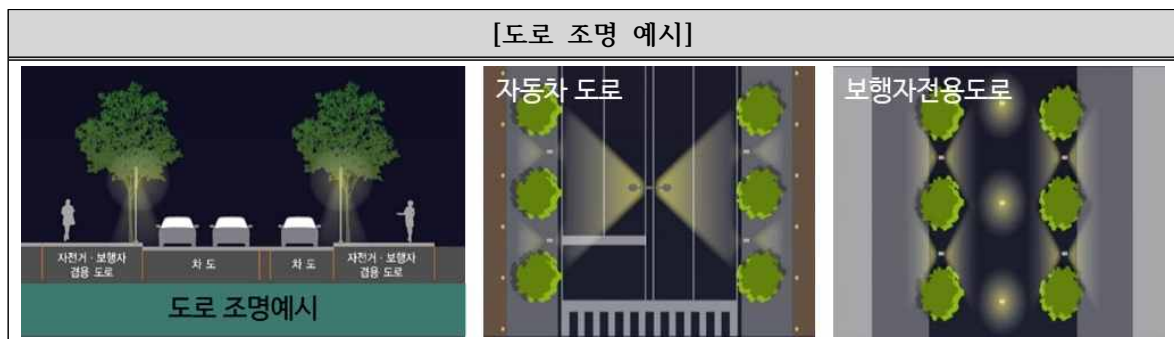 [도로 조명 예시]
자전거·보행자
겸용 도로
차 도
차 도
자전거·보행자
겸용 도로
도로 조명예시
자동차 도로
보행자전용도로